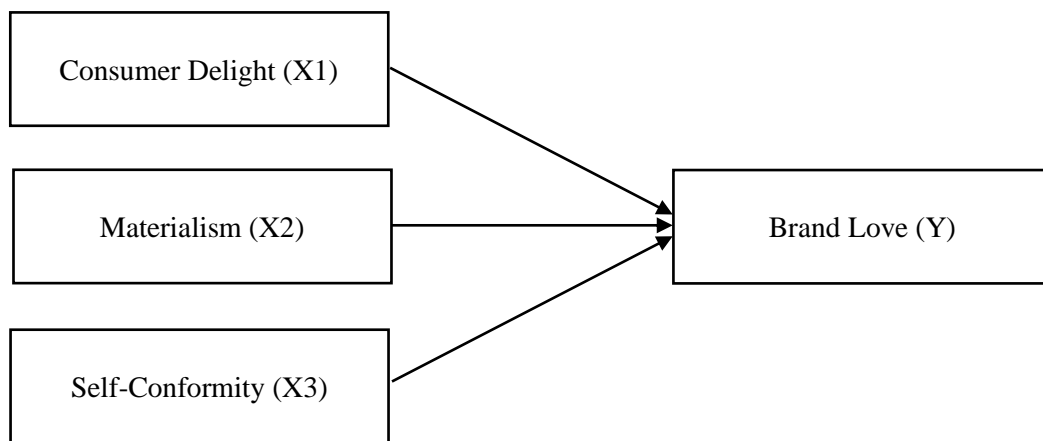 Consumer Delight (X1)
Materialism (X2)
Brand Love (Y)
Self-Conformity (X3)